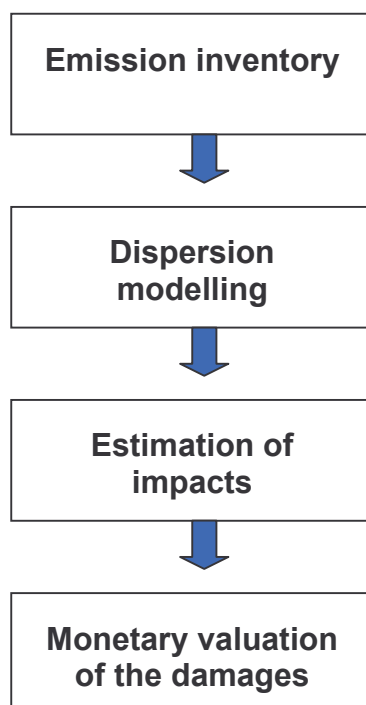 Emission inventory
Dispersion
modelling
Estimation of
impacts
Monetary valuation
of the damages